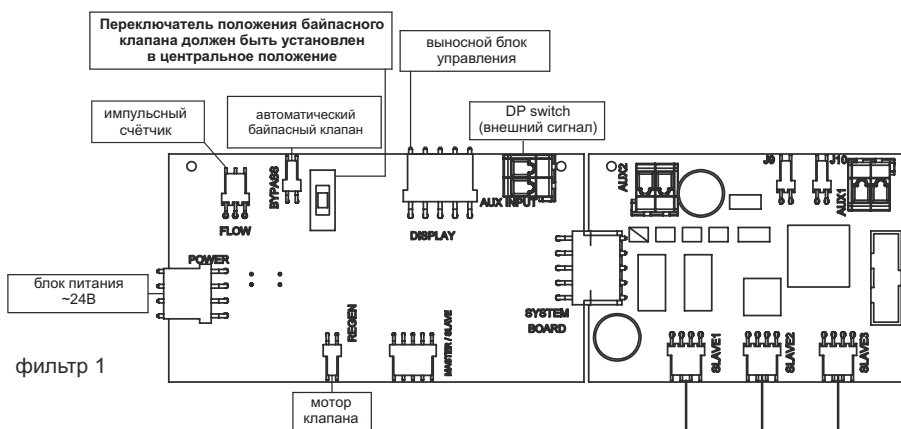 Переключатель положения байпасного
клапана должен быть установлен
в центральное положение
выносной блок
управления
импульсный
счётчик
автоматический
байпасный клапан
DP switch
(внешний сигнал)
BYPASS
FLOW
DISPLAY
AUX INPUT
AUX2
J9
J10
AUX1
POWER
блок питания
~24В
SYSTEM
BOARD
REGEN
MASTER / SLAVE
SLAVE1
SLAVE2
SLAVE3
фильтр 1
мотор
клапана